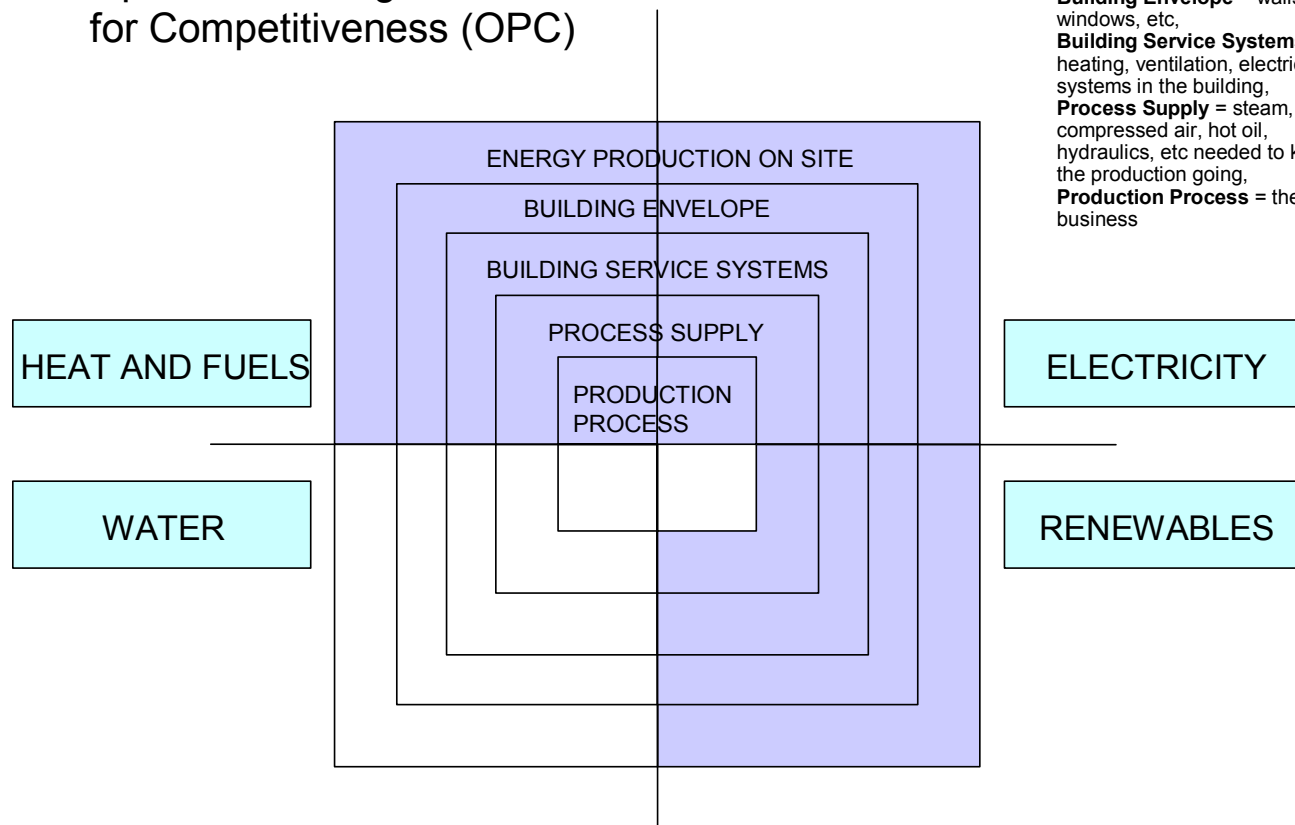 for Competitiveness (OPC)
Building Envelope = walls
windows, etc,
Building Service System
heating, ventilation,
systems in the building,
Process Supply = steam,
compressed air, hot oil,
hydraulics, etc needed to
the production going,
Production Process = the
business
ENERGY PRODUCTION ON SITE
BUILDING ENVELOPE
BUILDING SERVICE SYSTEMS
PROCESS SUPPLY
PRODUCTION
PROCESS
HEAT AND FUELS
ELECTRICITY
WATER
RENEWABLES